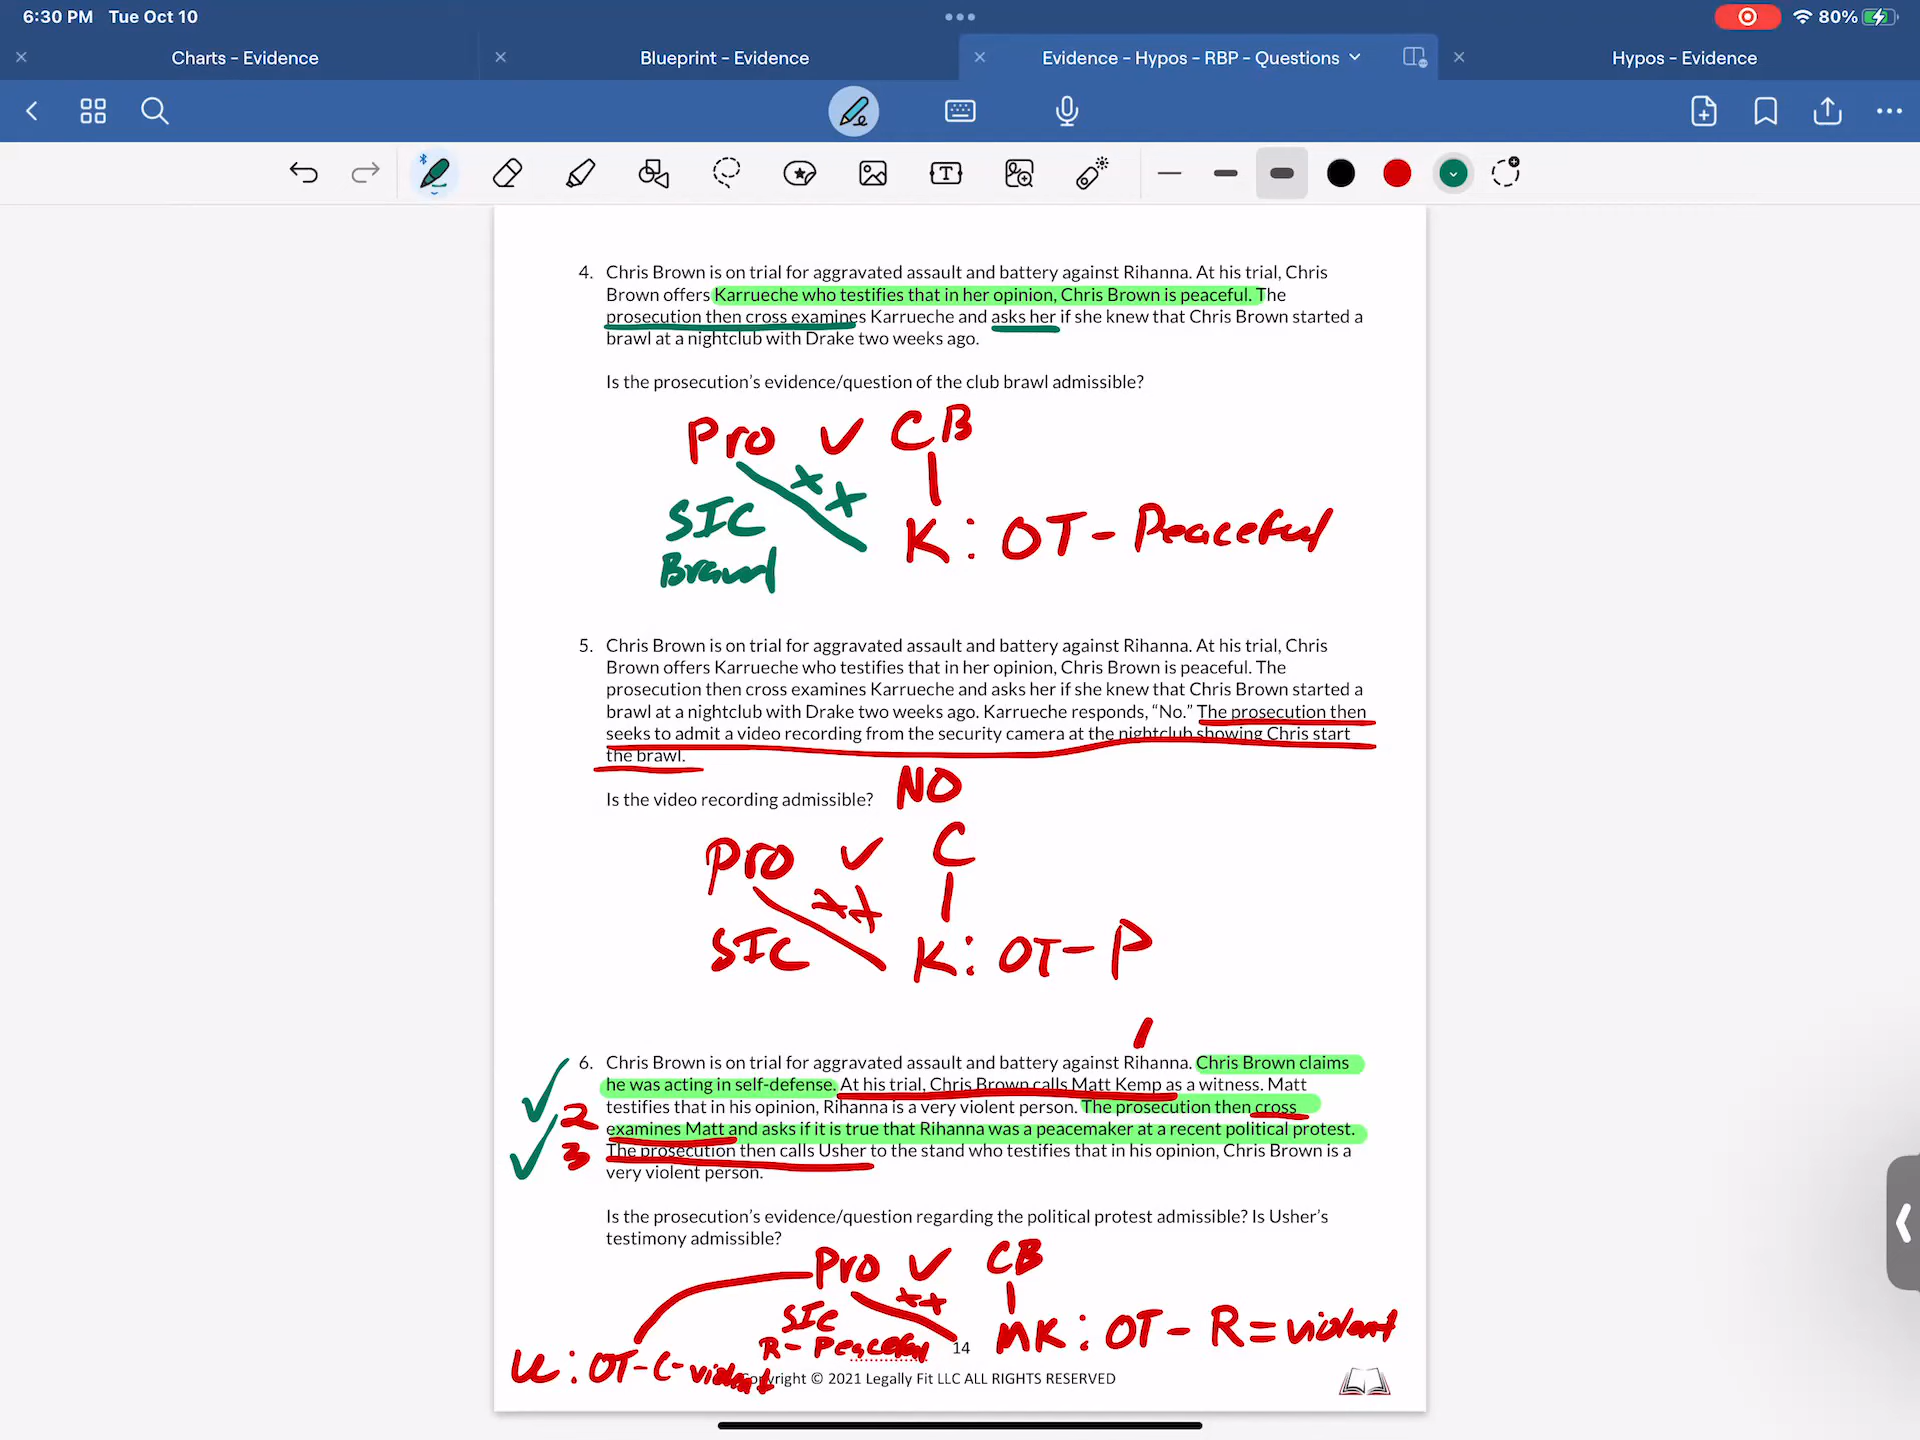 6:30 PM Tue Oct 10
80%
Charts - Evidence
Blueprint - Evidence
Evidence - Hypos - RBP - Questions
Hypos - Evidence
4. Chris Brown is on trial for aggravated assault and battery against Rihanna. At his trial, Chris
Brown offers Karrueche who testifies that in her opinion, Chris Brown is peaceful. The
prosecution then cross examines Karrueche and asks her if she knew that Chris Brown started a
brawl at a nightclub with Drake two weeks ago.
Is the prosecution's evidence/question of the club brawl admissible?
Pro v CB
XX
SIC
K: OT- Peaceful
Brawl
5. Chris Brown is on trial for aggravated assault and battery against Rihanna. At his trial, Chris
Brown offers Karrueche who testifies that in her opinion, Chris Brown is peaceful. The
prosecution then cross examines Karrueche and asks her if she knew that Chris Brown started a
brawl at a nightclub with Drake two weeks ago. Karrueche responds, “No.” The prosecution then
seeks to admit a video recording from the security camera at the nightclub showing Chris start
the brawl.
Is the video recording admissible? NO
Pro v C
XX
SIC K: OT- P
6. Chris Brown is on trial for aggravated assault and battery against Rihanna. Chris Brown claims
he was acting in self-defense. At his trial, Chris Brown calls Matt Kemp as a witness. Matt
testifies that in his opinion, Rihanna is a very violent person. The prosecution then cross
2 examines Matt and asks if it is true that Rihanna was a peacemaker at a recent political protest.
3 The prosecution then calls Usher to the stand who testifies that in his opinion, Chris Brown is a
very violent person.
Is the prosecution's evidence/question regarding the political protest admissible? Is Usher's
testimony admissible?
Pro v CB
XX
SIC
R- Peaceful 14 MK: OT- R= violent
U: OT- C- violent
Copyright © 2021 Legally Fit LLC ALL RIGHTS RESERVED